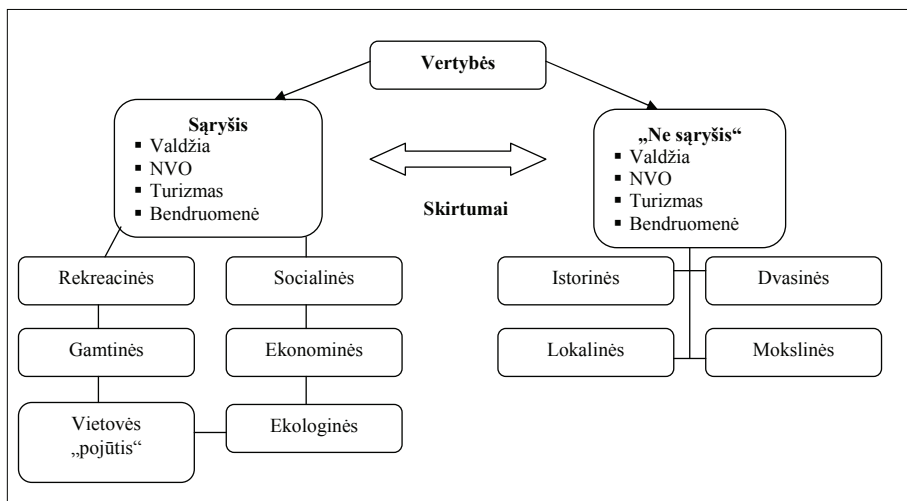 Vertybės
Sąryšis
▪ Valdžia
▪ NVO
▪ Turizmas
▪ Bendruomenė
Skirtumai
„Ne sąryšis“
▪ Valdžia
▪ NVO
▪ Turizmas
▪ Bendruomenė
Rekreacinės
Socialinės
Istorinės
Dvasinės
Gamtinės
Ekonominės
Lokalinės
Mokslinės
Vietovės
„pojūtis“
Ekologinės